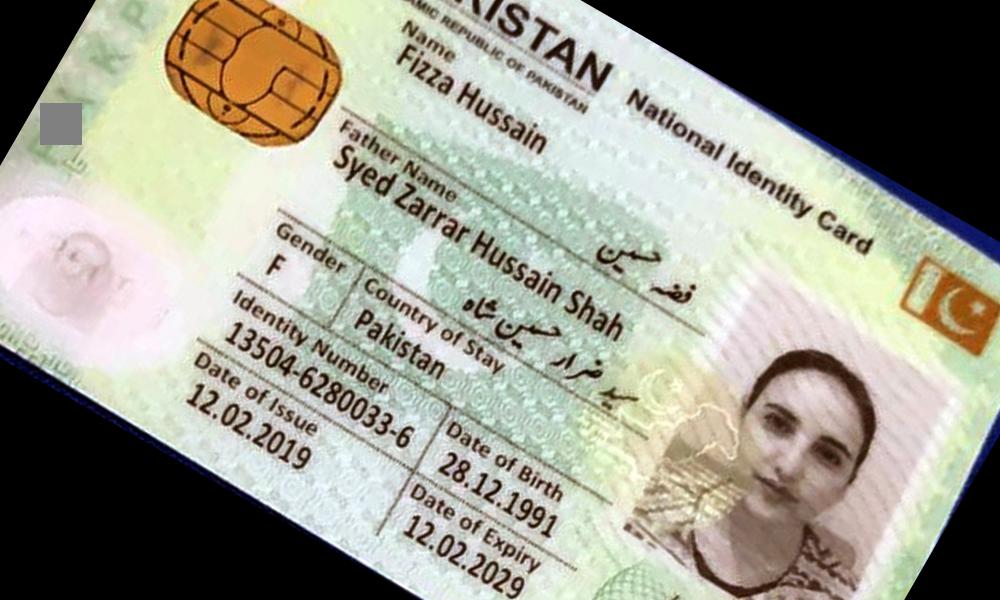 KISTAN
National Identity Card
AMIC REPUBLIC OF PAKISTAN
Name
Fizza Hussain
فضہ حسین
Father Name
Syed Zarrar Hussain Shah
سید ضرار حسین شاہ
Gender
F
Country of Stay
Pakistan
Identity Number
13504-6280033-6
Date of Birth
28.12.1991
Date of Issue
12.02.2019
Date of Expiry
12.02.2029